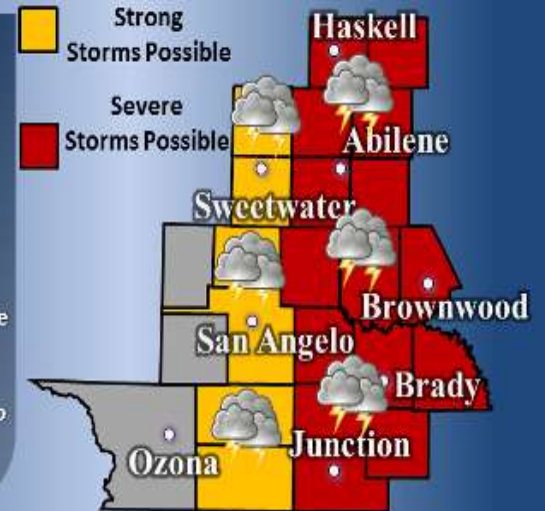 Strong
Storms Possible
Severe
Storms Possible
Haskell
Abilene
Sweetwater
Brownwood
San Angelo
Brady
Junction
Ozona